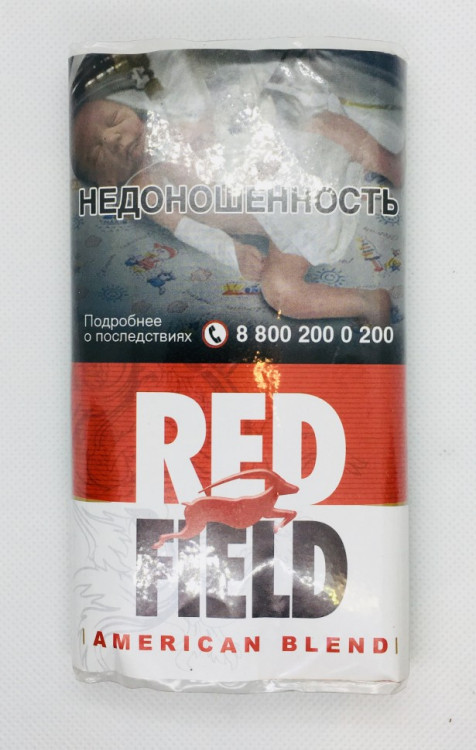 НЕДОНОШЕННОСТЬ
Подробнее
о последствиях 8 800 200 0 200
RED
FIELD
AMERICAN BLEND